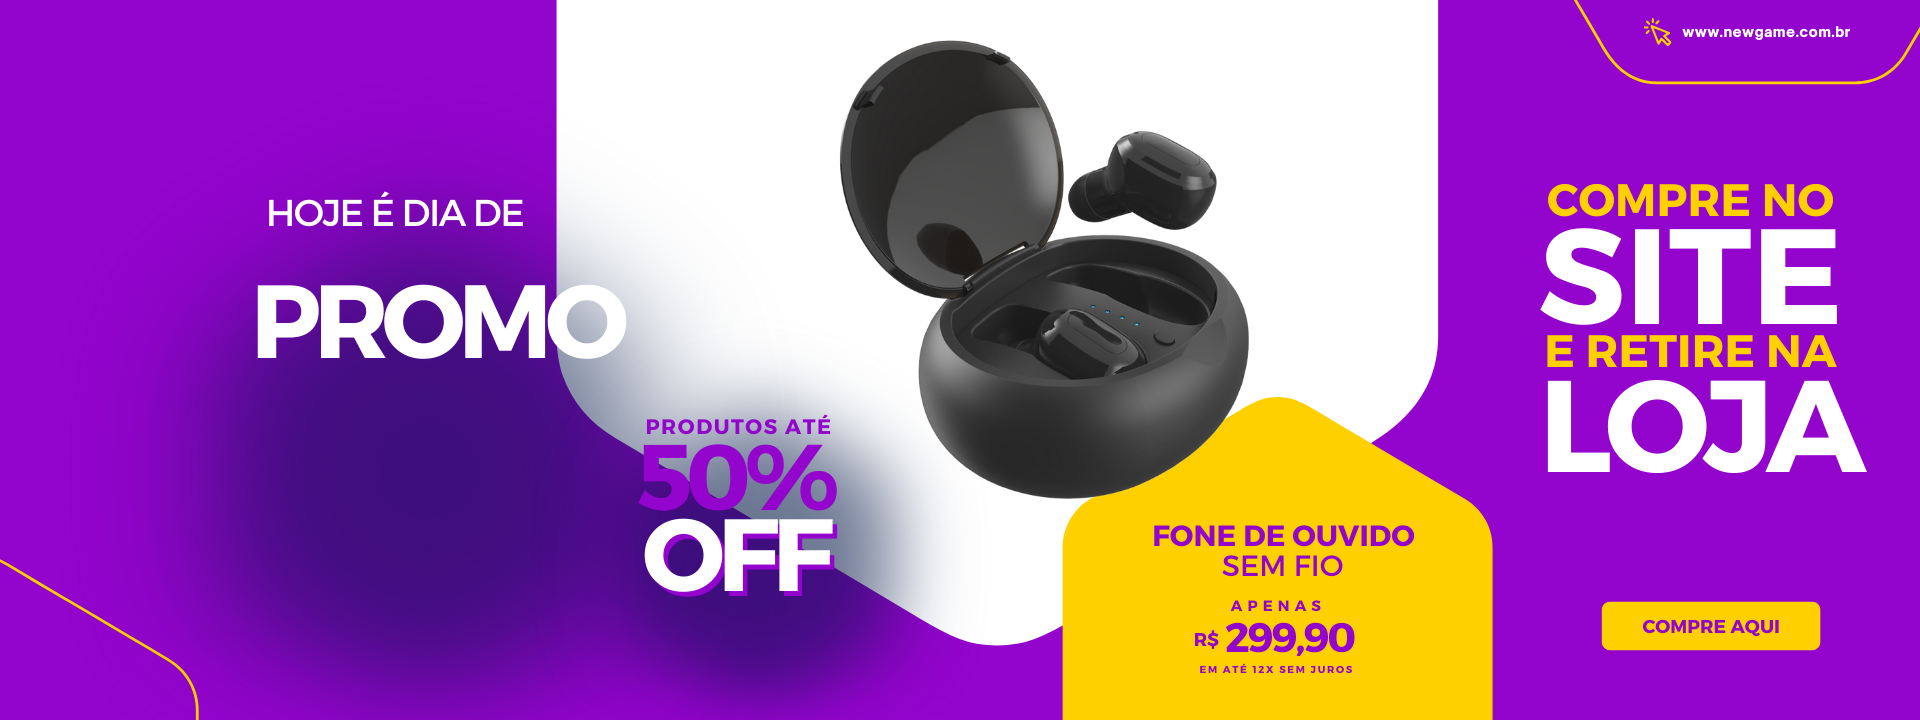 HOJE É DIA DE
PROMO
PRODUTOS ATÉ
50%
OFF
FONE DE OUVIDO
SEM FIO
APENAS
R$ 299,90
EM ATÉ 12X SEM JUROS
www.newgame.com.br
COMPRE NO
SITE
E RETIRE NA
LOJA
COMPRE AQUI